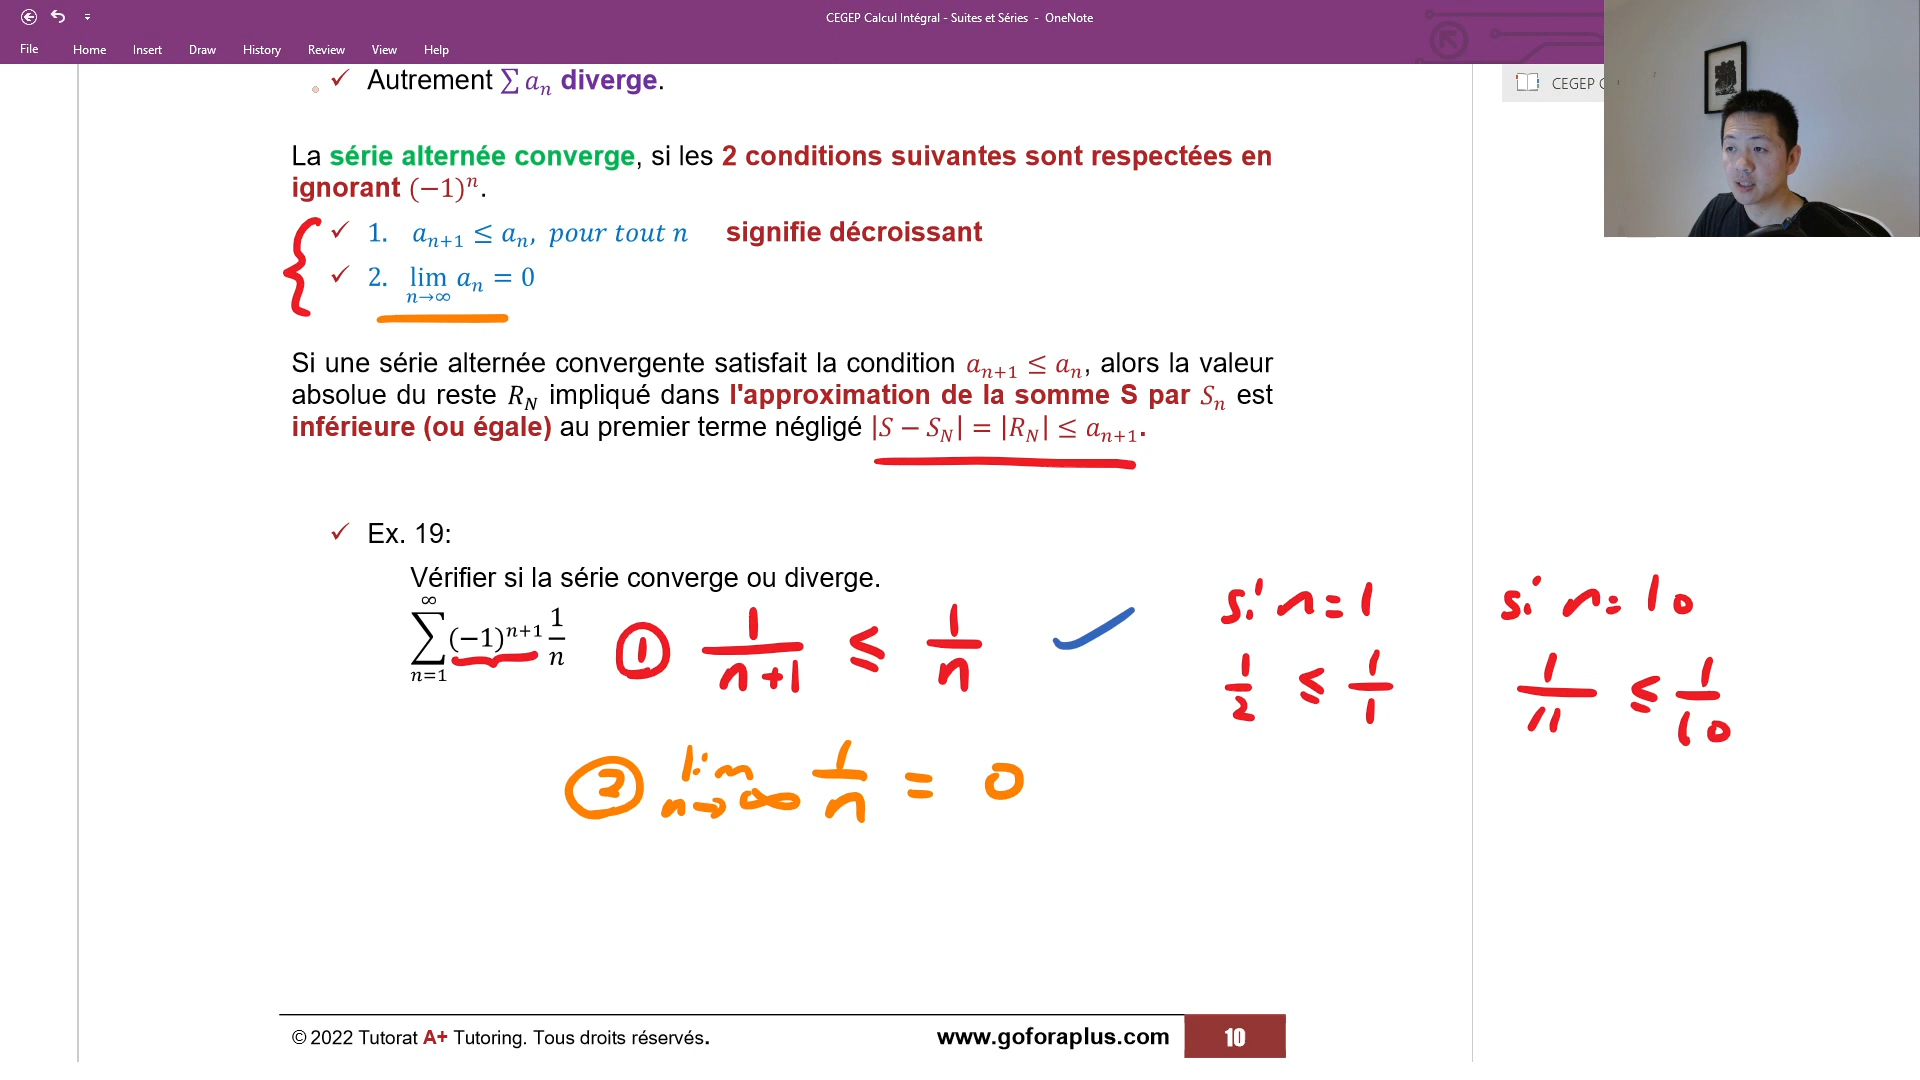 CEGEP Calcul Intégral - Suites et Séries - OneNote
File Home Insert Draw History Review View Help
CEGEP
✓ Autrement ∑ aₙ diverge.
La série alternée converge, si les 2 conditions suivantes sont respectées en
ignorant (−1)ⁿ.
✓ 1. aₙ₊₁ ≤ aₙ, pour tout n signifie décroissant
✓ 2. lim aₙ = 0
n→∞
Si une série alternée convergente satisfait la condition aₙ₊₁ ≤ aₙ, alors la valeur
absolue du reste R_N impliqué dans l'approximation de la somme S par Sₙ est
inférieure (ou égale) au premier terme négligé |S − S_N| = |R_N| ≤ aₙ₊₁.
✓ Ex. 19:
Vérifier si la série converge ou diverge.
∑_{n=1}^{∞} (−1)ⁿ⁺¹ 1/n
① 1/(n+1) ≤ 1/n ✓
si n=1
1/2 ≤ 1/1
si n=10
1/11 ≤ 1/10
② lim n→∞ 1/n = 0
© 2022 Tutorat A+ Tutoring. Tous droits réservés. www.goforaplus.com 10